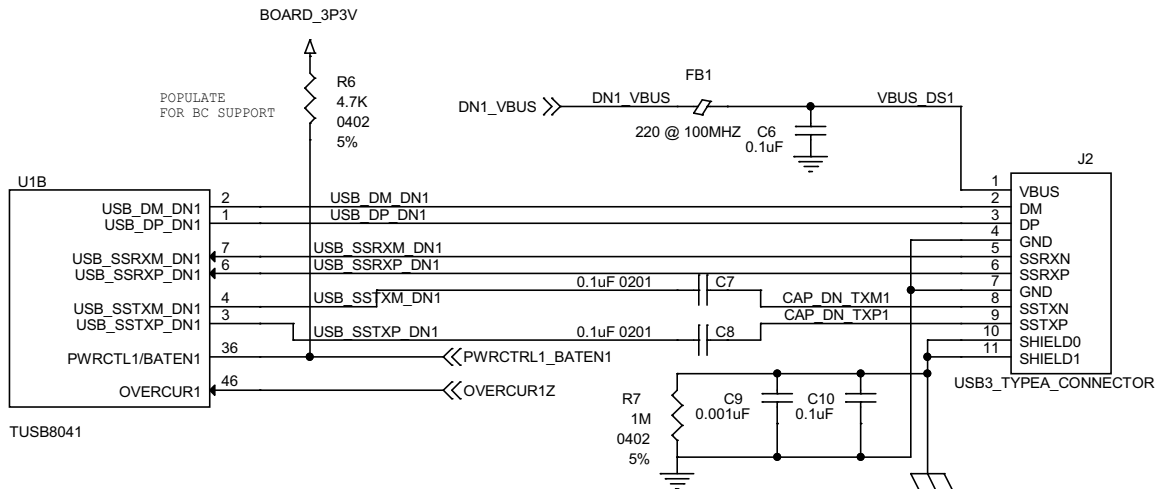 BOARD_3P3V
POPULATE
FOR BC SUPPORT
R6
4.7K
0402
5%
FB1
DN1_VBUS
DN1_VBUS
VBUS_DS1
220 @ 100MHZ
C6
0.1uF
J2
U1B
USB_DM_DN1
2
USB_DM_DN1
USB_DP_DN1
1
USB_DP_DN1
USB_SSRXM_DN1
7
USB_SSRXM_DN1
USB_SSRXP_DN1
6
USB_SSRXP_DN1
USB_SSTXM_DN1
4
USB_SSTXM_DN1
0.1uF 0201
C7
CAP_DN_TXM1
USB_SSTXP_DN1
3
USB_SSTXP_DN1
0.1uF 0201
C8
CAP_DN_TXP1
PWRCTL1/BATEN1
36
PWRCTRL1_BATEN1
OVERCUR1
46
OVERCUR1Z
TUSB8041
1
VBUS
2
DM
3
DP
4
GND
5
SSRXN
6
SSRXP
7
GND
8
SSTXN
9
SSTXP
10
SHIELD0
11
SHIELD1
USB3_TYPEA_CONNECTOR
R7
1M
0402
5%
C9
0.001uF
C10
0.1uF